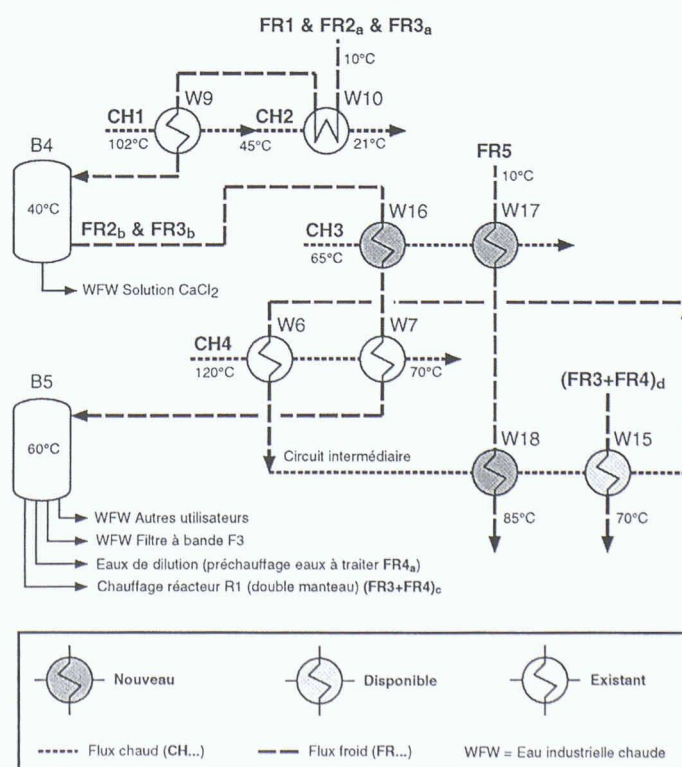 FR1 & FR2a & FR3a
10°C
W9
W10
CH1
CH2
102°C
45°C
21°C
B4
40°C
FR5
10°C
FR2b & FR3b
W16
W17
CH3
65°C
WFW Solution CaCl2
W6
W7
CH4
120°C
70°C
(FR3+FR4)d
B5
60°C
W18
W15
Circuit intermédiaire
85°C
70°C
WFW Autres utilisateurs
WFW Filtre à bande F3
Eaux de dilution (préchauffage eaux à traiter FR4a)
Chauffage réacteur R1 (double manteau) (FR3+FR4)c
Nouveau
Disponible
Existant
Flux chaud (CH...)
Flux froid (FR...)
WFW = Eau industrielle chaude